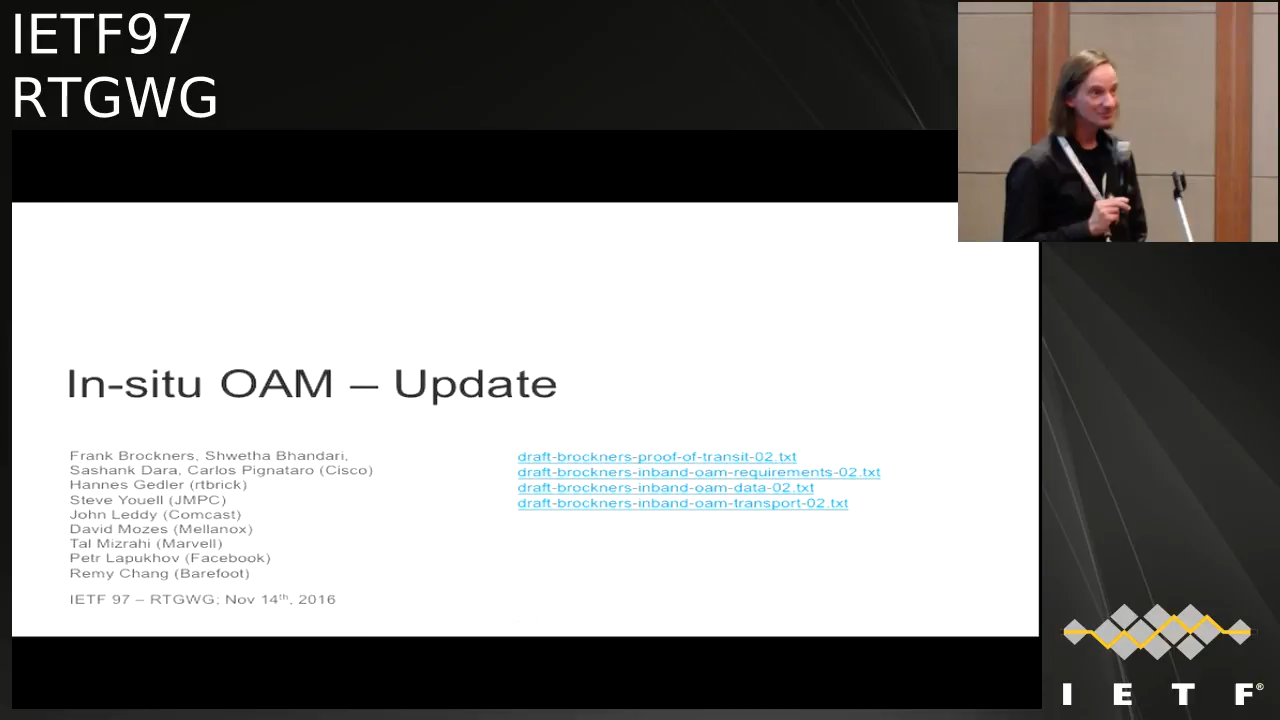 IETF97
RTGWG
In-situ OAM – Update
Frank Brockners, Shwetha Bhandari,
Sashank Dara, Carlos Pignataro (Cisco)
Hannes Gedler (rtbrick)
Steve Youell (JMPC)
John Leddy (Comcast)
David Mozes (Mellanox)
Tal Mizrahi (Marvell)
Petr Lapukhov (Facebook)
Remy Chang (Barefoot)
IETF 97 – RTGWG; Nov 14th, 2016
draft-brockners-proof-of-transit-02.txt
draft-brockners-inband-oam-requirements-02.txt
draft-brockners-inband-oam-data-02.txt
draft-brockners-inband-oam-transport-02.txt
I E T F®